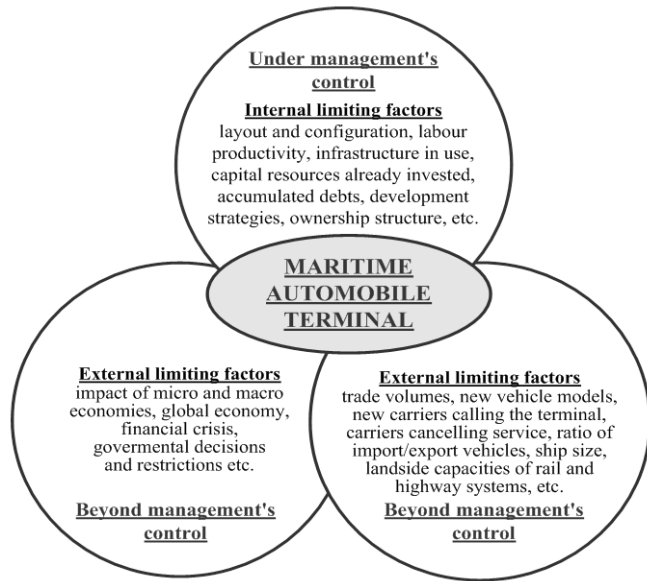 Under management's
control
Internal limiting factors
layout and configuration, labour
productivity, infrastructure in use,
capital resources already invested,
accumulated debts, development
strategies, ownership structure, etc.
MARITIME
AUTOMOBILE
TERMINAL
External limiting factors
impact of micro and macro
economies, global economy,
financial crisis,
govermental decisions
and restrictions etc.
Beyond management's
control
External limiting factors
trade volumes, new vehicle models,
new carriers calling the terminal,
carriers cancelling service, ratio of
import/export vehicles, ship size,
landside capacities of rail and
highway systems, etc.
Beyond management's
control